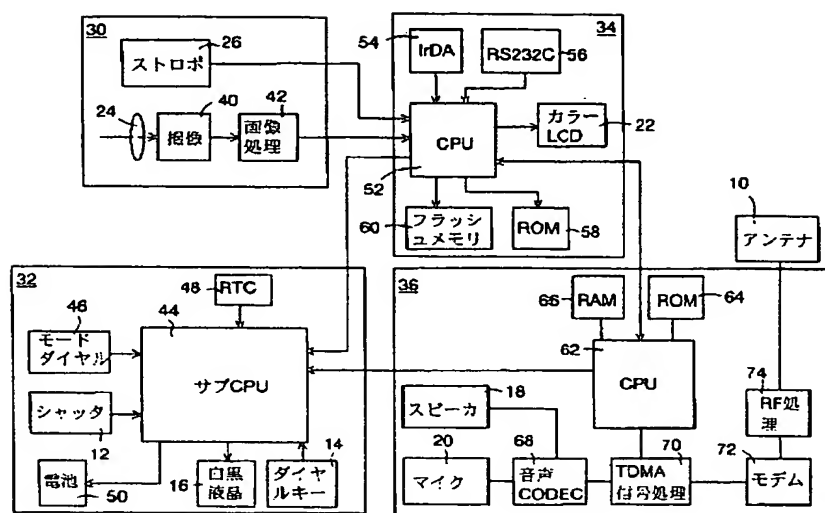 30
26
ストロボ
24
40
撮像
42
画像
処理
34
54
IrDA
RS232C
56
CPU
52
カラー
LCD
22
60
フラッシ
ュメモリ
ROM
58
10
アンテナ
32
48
RTC
46
モード
ダイヤル
44
サブCPU
シャッタ
12
電池
50
16
白黒
液晶
ダイヤ
ルキー
14
36
66
RAM
ROM
64
62
CPU
スピーカ
18
20
マイク
68
音声
CODEC
70
TDMA
信号処理
74
RF処
理
72
モデム